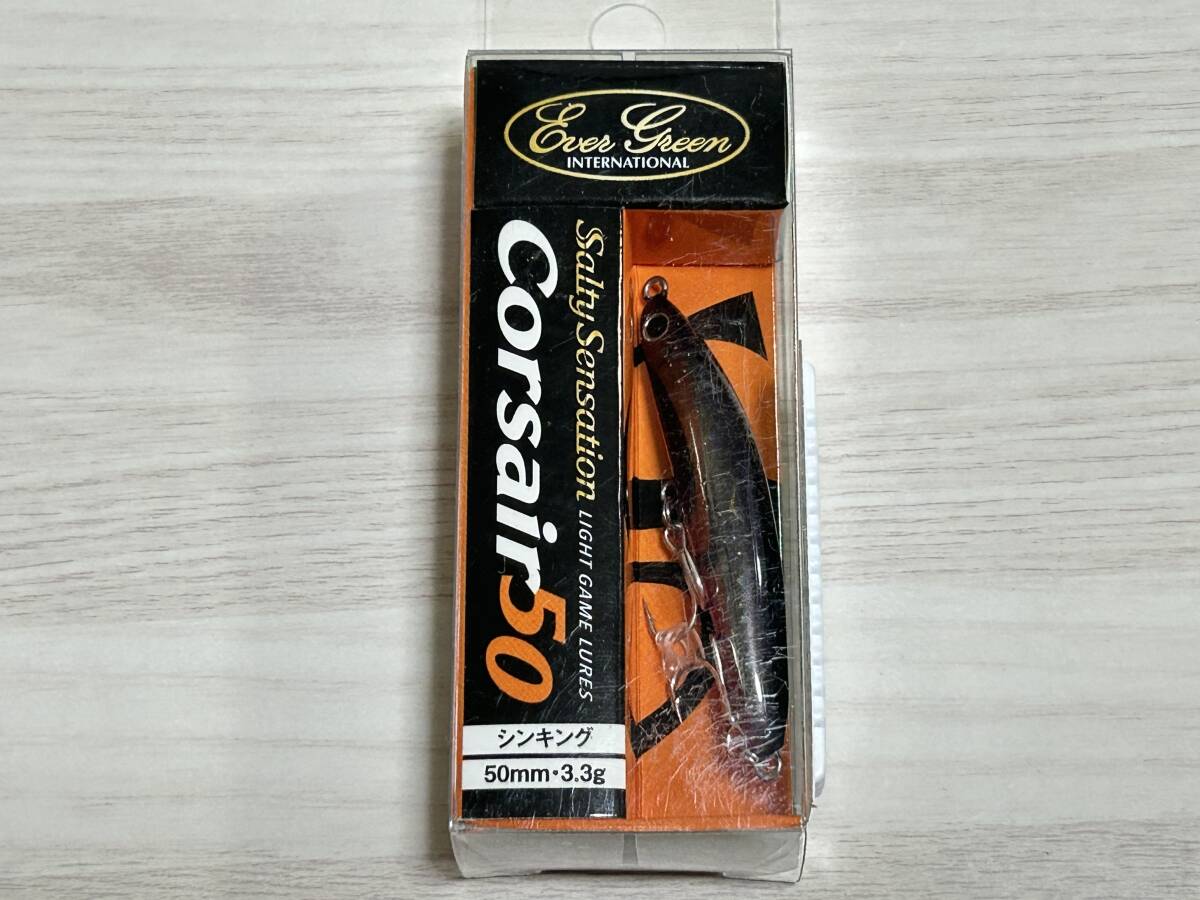 Ever Green
INTERNATIONAL
Salty Sensation LIGHT GAME LURES
Corsair50
シンキング
50mm･3.3g